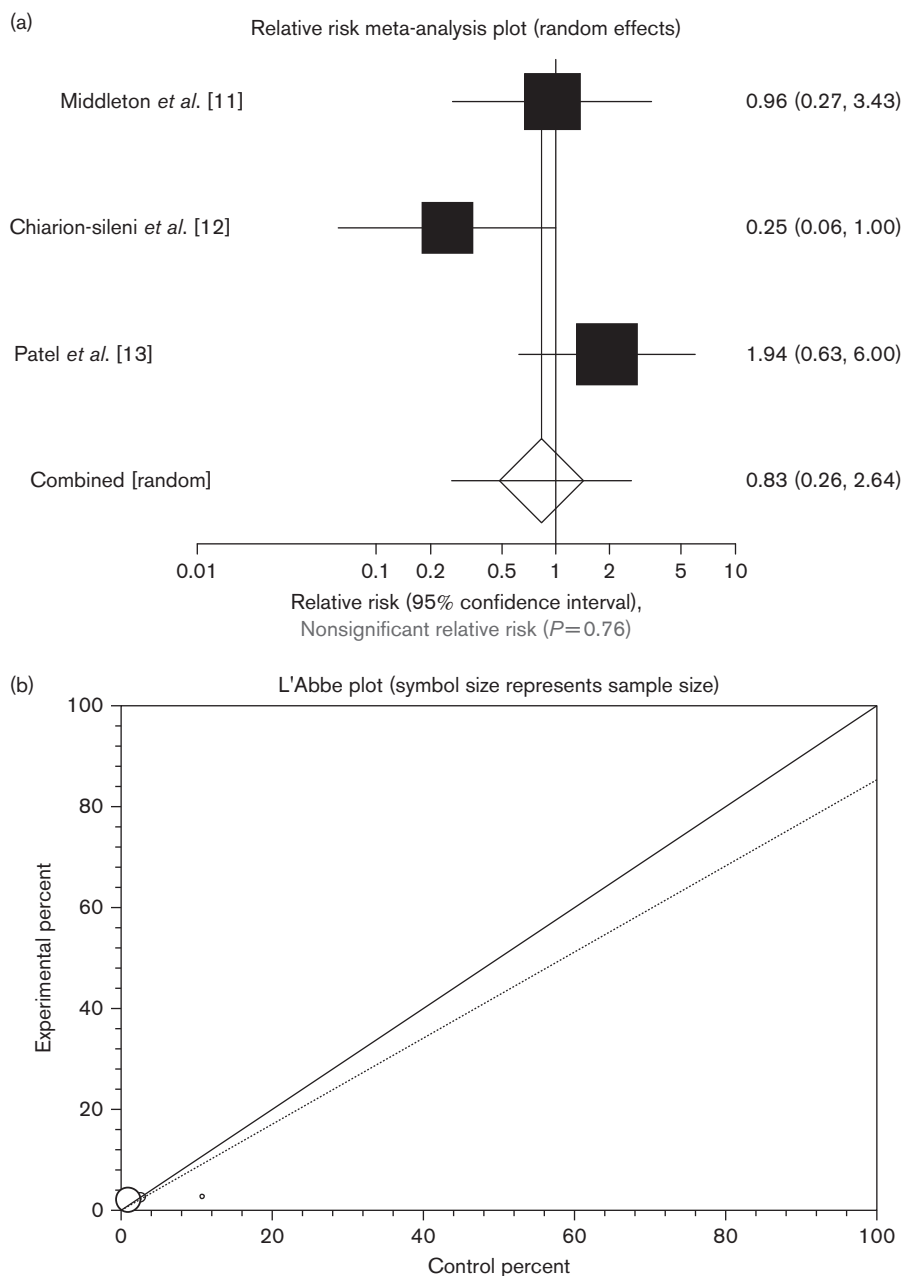 (a)
Relative risk meta-analysis plot (random effects)
Middleton et al. [11] 0.96 (0.27, 3.43)
Chiarion-sileni et al. [12] 0.25 (0.06, 1.00)
Patel et al. [13] 1.94 (0.63, 6.00)
Combined [random] 0.83 (0.26, 2.64)
0.01 0.1 0.2 0.5 1 2 5 10
Relative risk (95% confidence interval),
Nonsignificant relative risk (P=0.76)
(b)
L'Abbe plot (symbol size represents sample size)
100
80
60
40
20
0
Experimental percent
0 20 40 60 80 100
Control percent